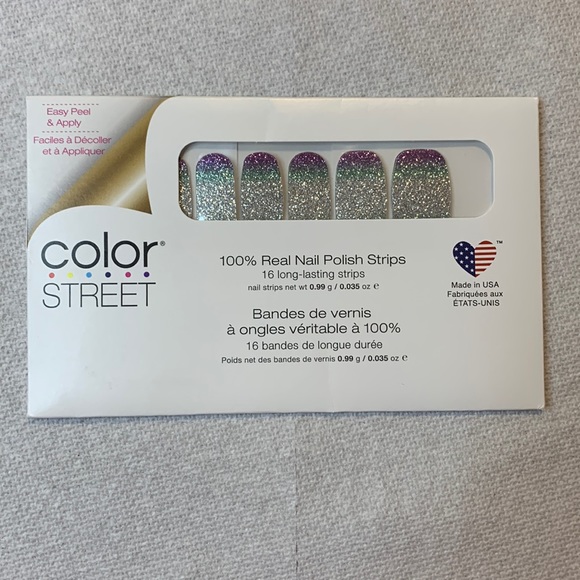 Easy Peel
& Apply
Faciles à Décoller
et à Appliquer
color®
STREET
100% Real Nail Polish Strips
16 long-lasting strips
nail strips net wt 0.99 g / 0.035 oz ℮
Bandes de vernis
à ongles véritable à 100%
16 bandes de longue durée
Poids net des bandes de vernis 0.99 g / 0.035 oz ℮
TM
Made in USA
Fabriquées aux
ÉTATS-UNIS